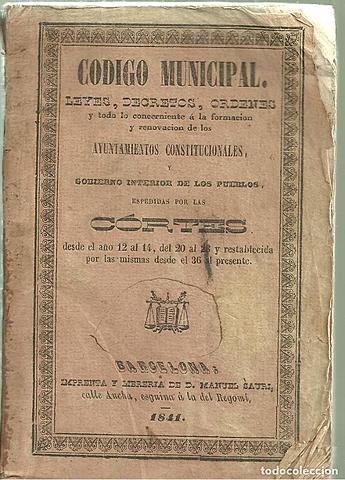 CODIGO MUNICIPAL.
LEYES, DECRETOS, ORDENES
y todo lo concerniente á la formacion
y renovacion de los
AYUNTAMIENTOS CONSTITUCIONALES,
Y
GOBIERNO INTERIOR DE LOS PUEBLOS,
ESPEDIDAS POR LAS
CÓRTES
desde el año 12 al 14, del 20 al 23 y restablecida
por las mismas desde el 36 al presente.
BARCELONA;
IMPRENTA Y LIBRERIA DE D. MANUEL SAURI,
calle Ancha, esquina á la del Regomí,
1841.
todocoleccion